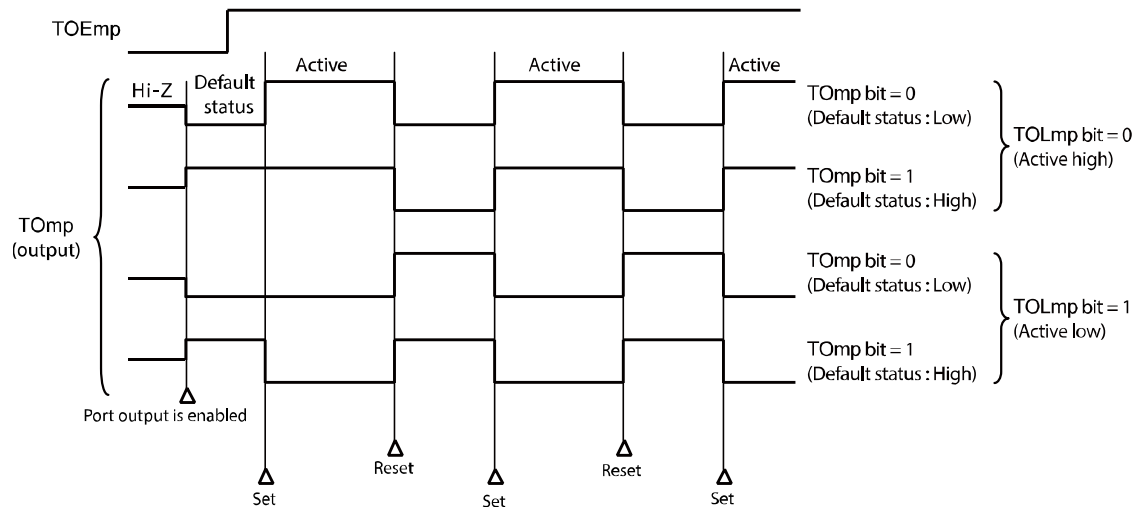 TOEmp
Active
Active
Active
Hi-Z
Default
status
TOmp bit = 0
(Default status : Low)
TOLmp bit = 0
(Active high)
TOmp bit = 1
(Default status : High)
TOmp
(output)
TOmp bit = 0
(Default status : Low)
TOLmp bit = 1
(Active low)
TOmp bit = 1
(Default status : High)
Port output is enabled
Reset
Reset
Set
Set
Set